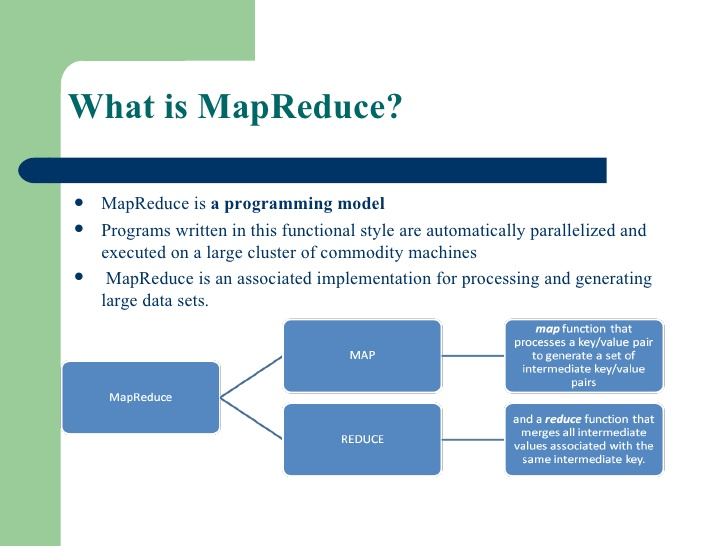 What is MapReduce?
MapReduce is a programming model
Programs written in this functional style are automatically parallelized and
executed on a large cluster of commodity machines
MapReduce is an associated implementation for processing and generating
large data sets.
MapReduce
MAP
map function that
processes a key/value pair
to generate a set of
intermediate key/value
pairs
REDUCE
and a reduce function that
merges all intermediate
values associated with the
same intermediate key.